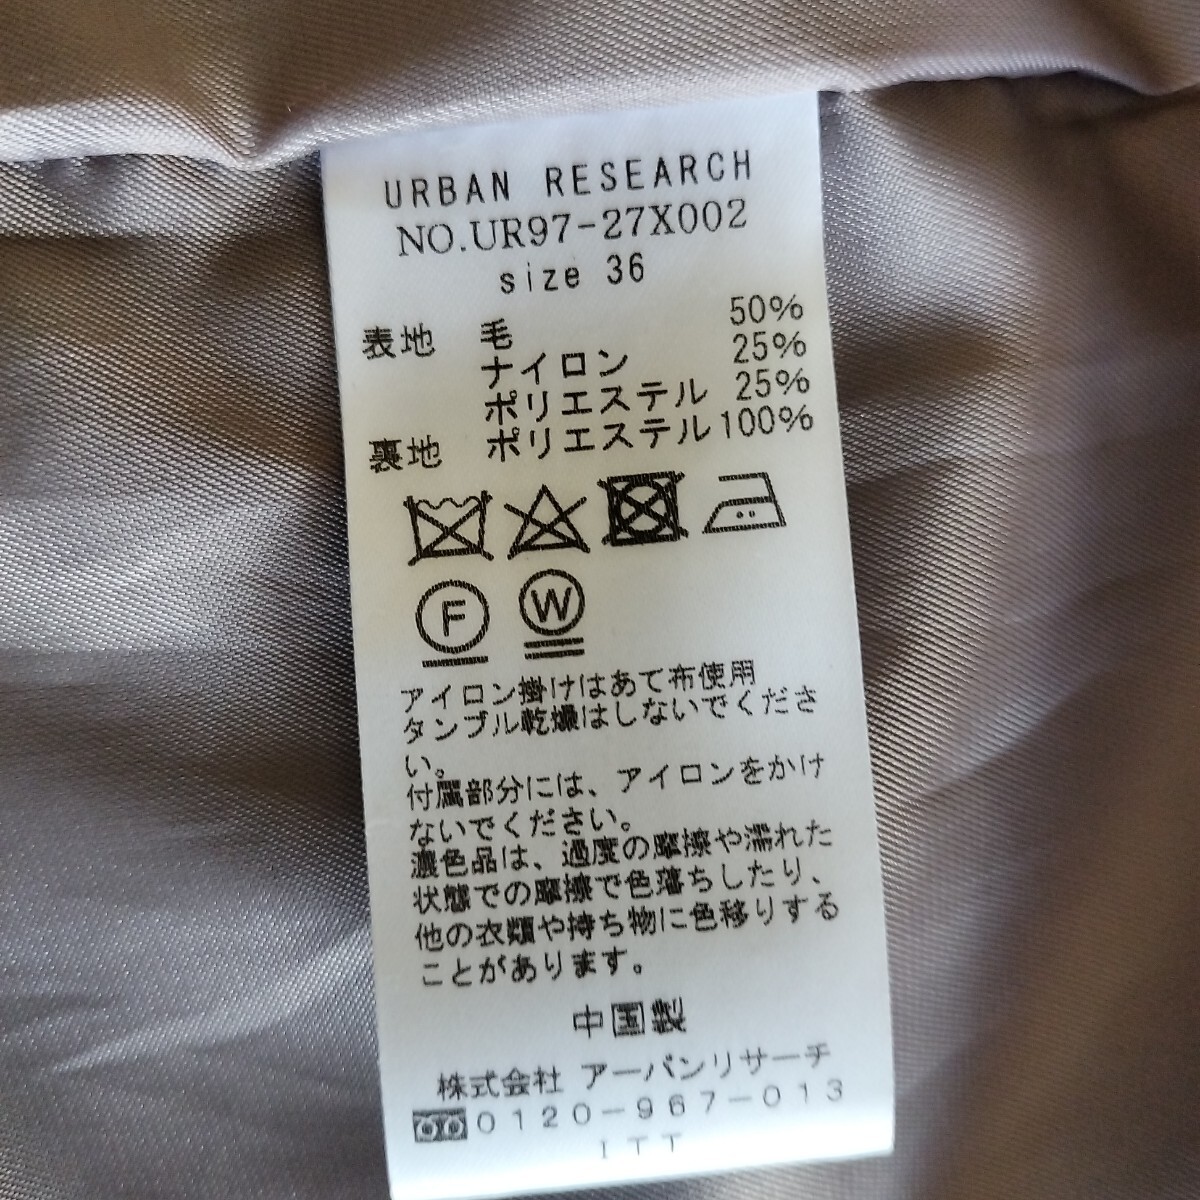 URBAN RESEARCH
NO.UR97-27X002
size 36
表地 毛 50%
ナイロン 25%
ポリエステル 25%
裏地 ポリエステル 100%
F W
アイロン掛けはあて布使用
タンブル乾燥はしないでくださ
い。
付属部分には、アイロンをかけ
ないでください。
濃色品は、過度の摩擦や濡れた
状態での摩擦で色落ちしたり、
他の衣類や持ち物に色移りする
ことがあります。
中国製
株式会社 アーバンリサーチ
0120-967-013
ITT